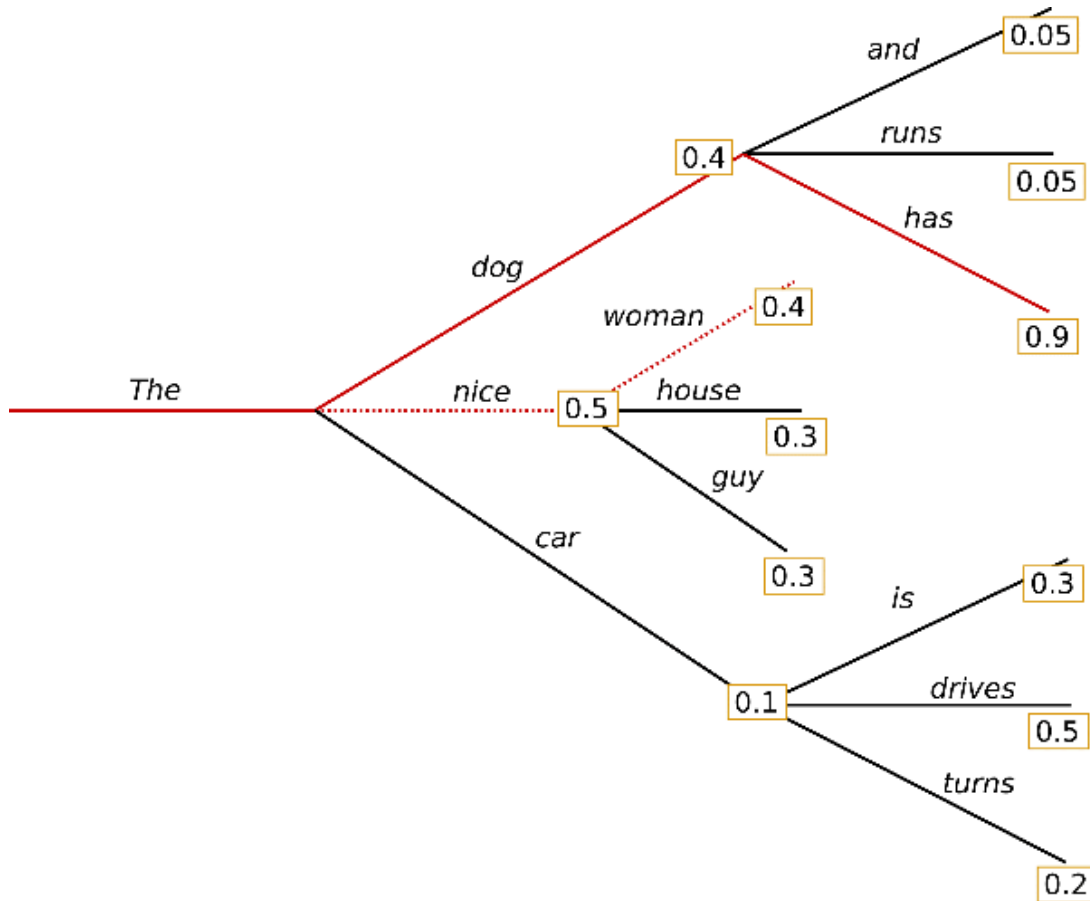 0.05
and
runs
0.4
0.05
has
dog
woman
0.4
0.9
The
nice
0.5
house
0.3
guy
car
0.3
is
0.3
drives
0.1
0.5
turns
0.2